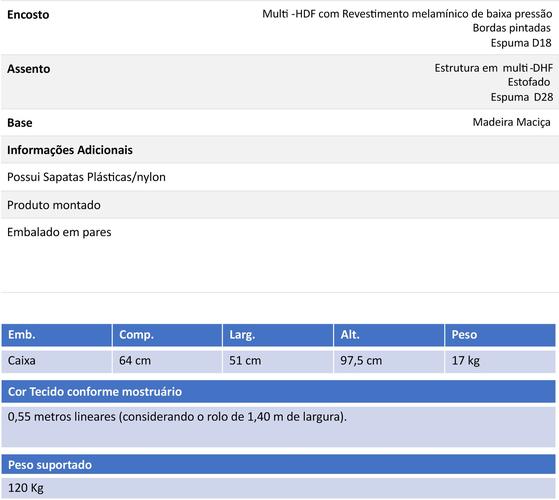 Encosto Multi -HDF com Revestimento melamínico de baixa pressão
Bordas pintadas
Espuma D18
Assento Estrutura em multi -DHF
Estofado
Espuma D28
Base Madeira Maciça
Informações Adicionais
Possui Sapatas Plásticas/nylon
Produto montado
Embalado em pares
Emb. Comp. Larg. Alt. Peso
Caixa 64 cm 51 cm 97,5 cm 17 kg
Cor Tecido conforme mostruário
0,55 metros lineares (considerando o rolo de 1,40 m de largura).
Peso suportado
120 Kg